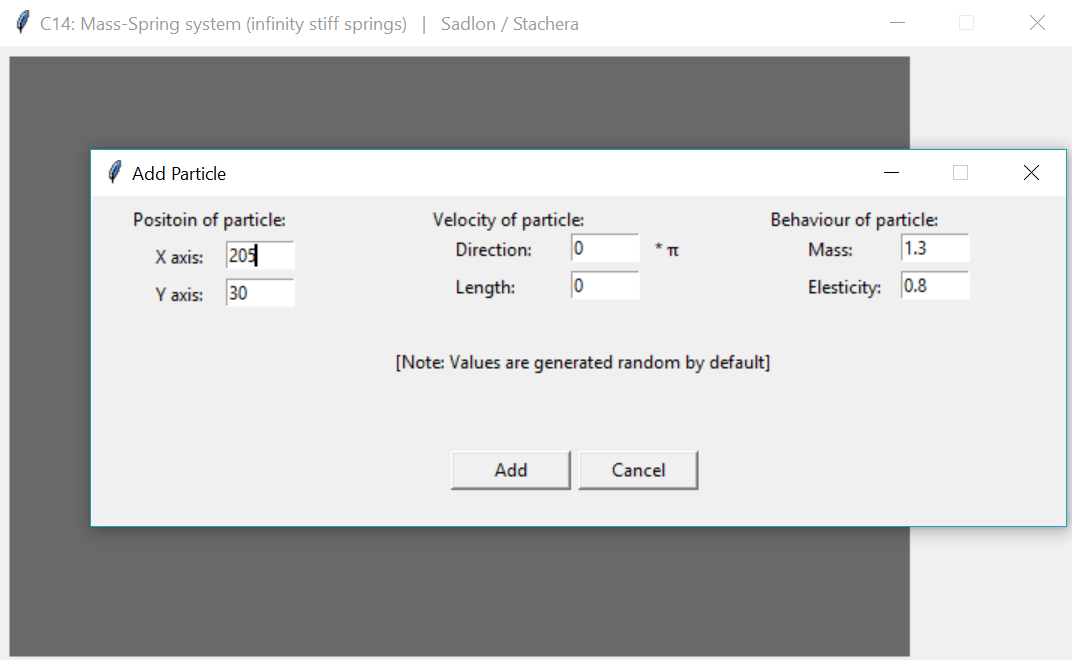 C14: Mass-Spring system (infinity stiff springs) | Sadlon / Stachera
Add Particle
Positoin of particle:
X axis: 205
Y axis: 30
Velocity of particle:
Direction: 0 * π
Length: 0
Behaviour of particle:
Mass: 1.3
Elesticity: 0.8
[Note: Values are generated random by default]
Add
Cancel